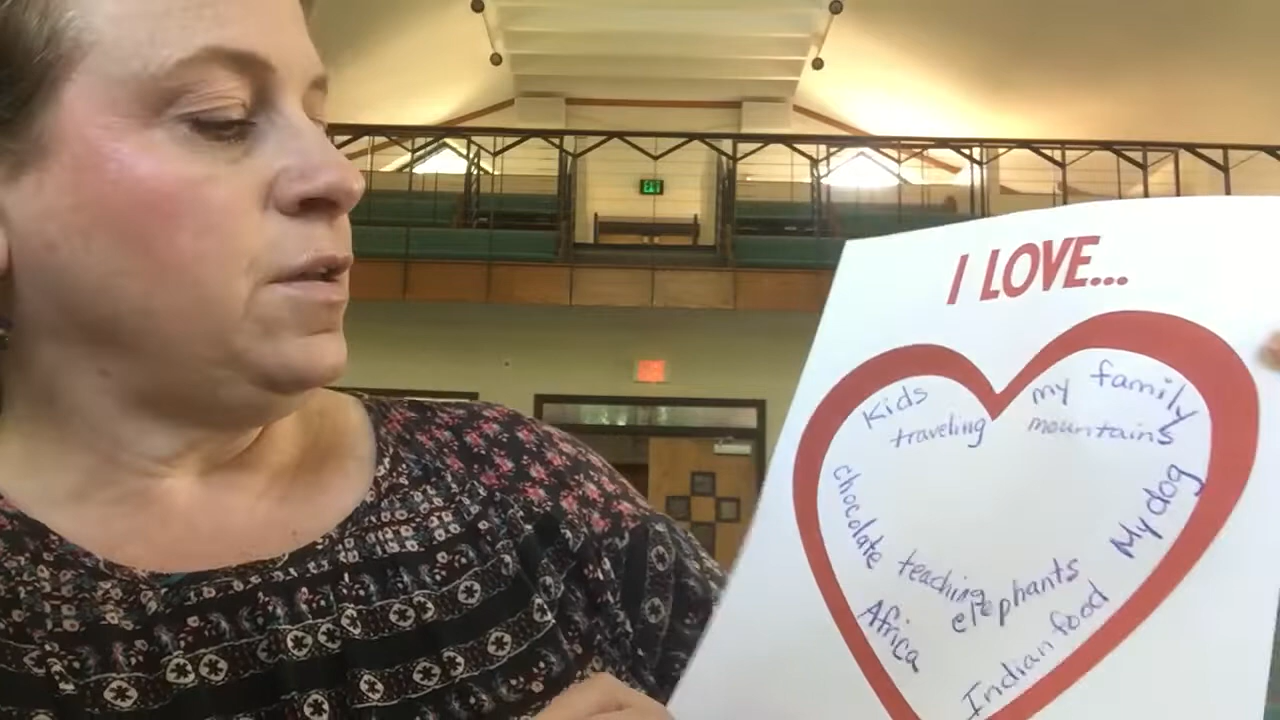 I LOVE...
Kids
my family
traveling
mountains
chocolate
My dog
teaching
elephants
Africa
Indian food